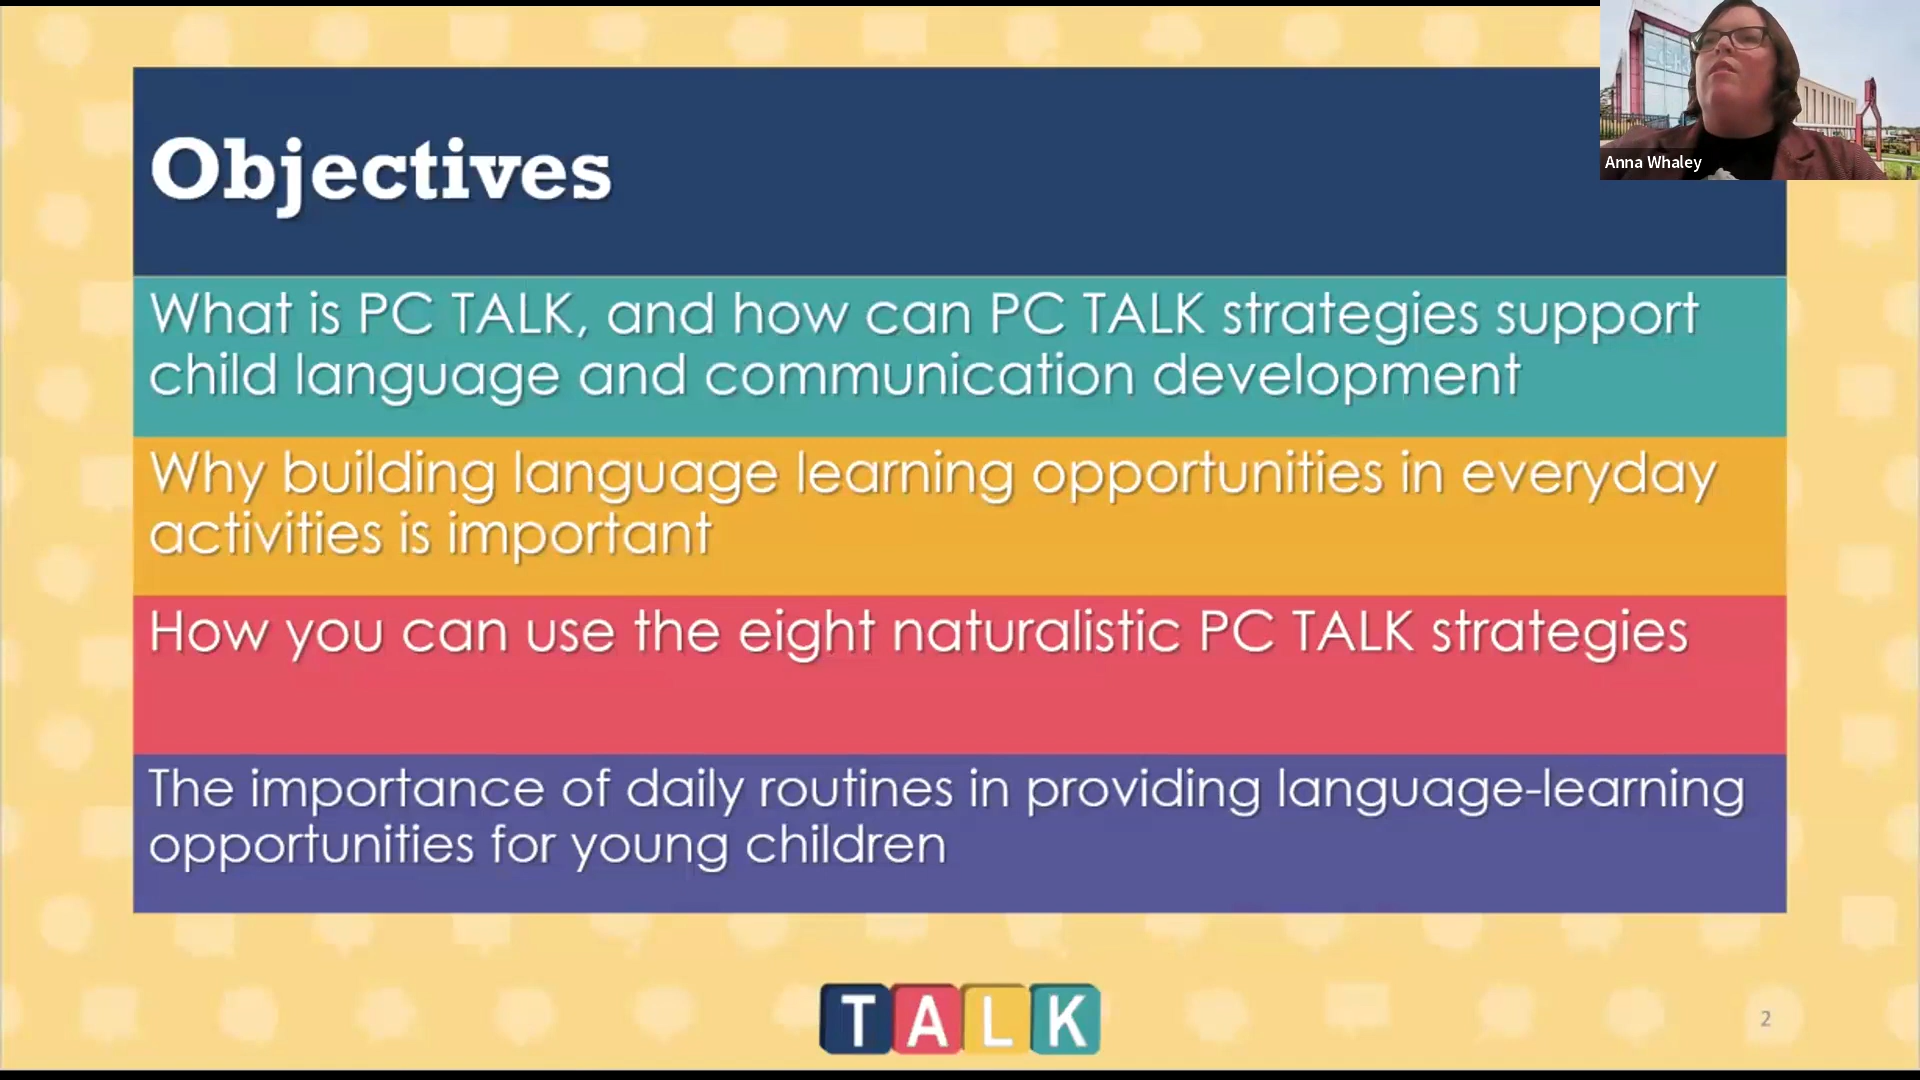 Objectives
Anna Whaley
What is PC TALK, and how can PC TALK strategies support
child language and communication development
Why building language learning opportunities in everyday
activities is important
How you can use the eight naturalistic PC TALK strategies
The importance of daily routines in providing language-learning
opportunities for young children
TALK
2